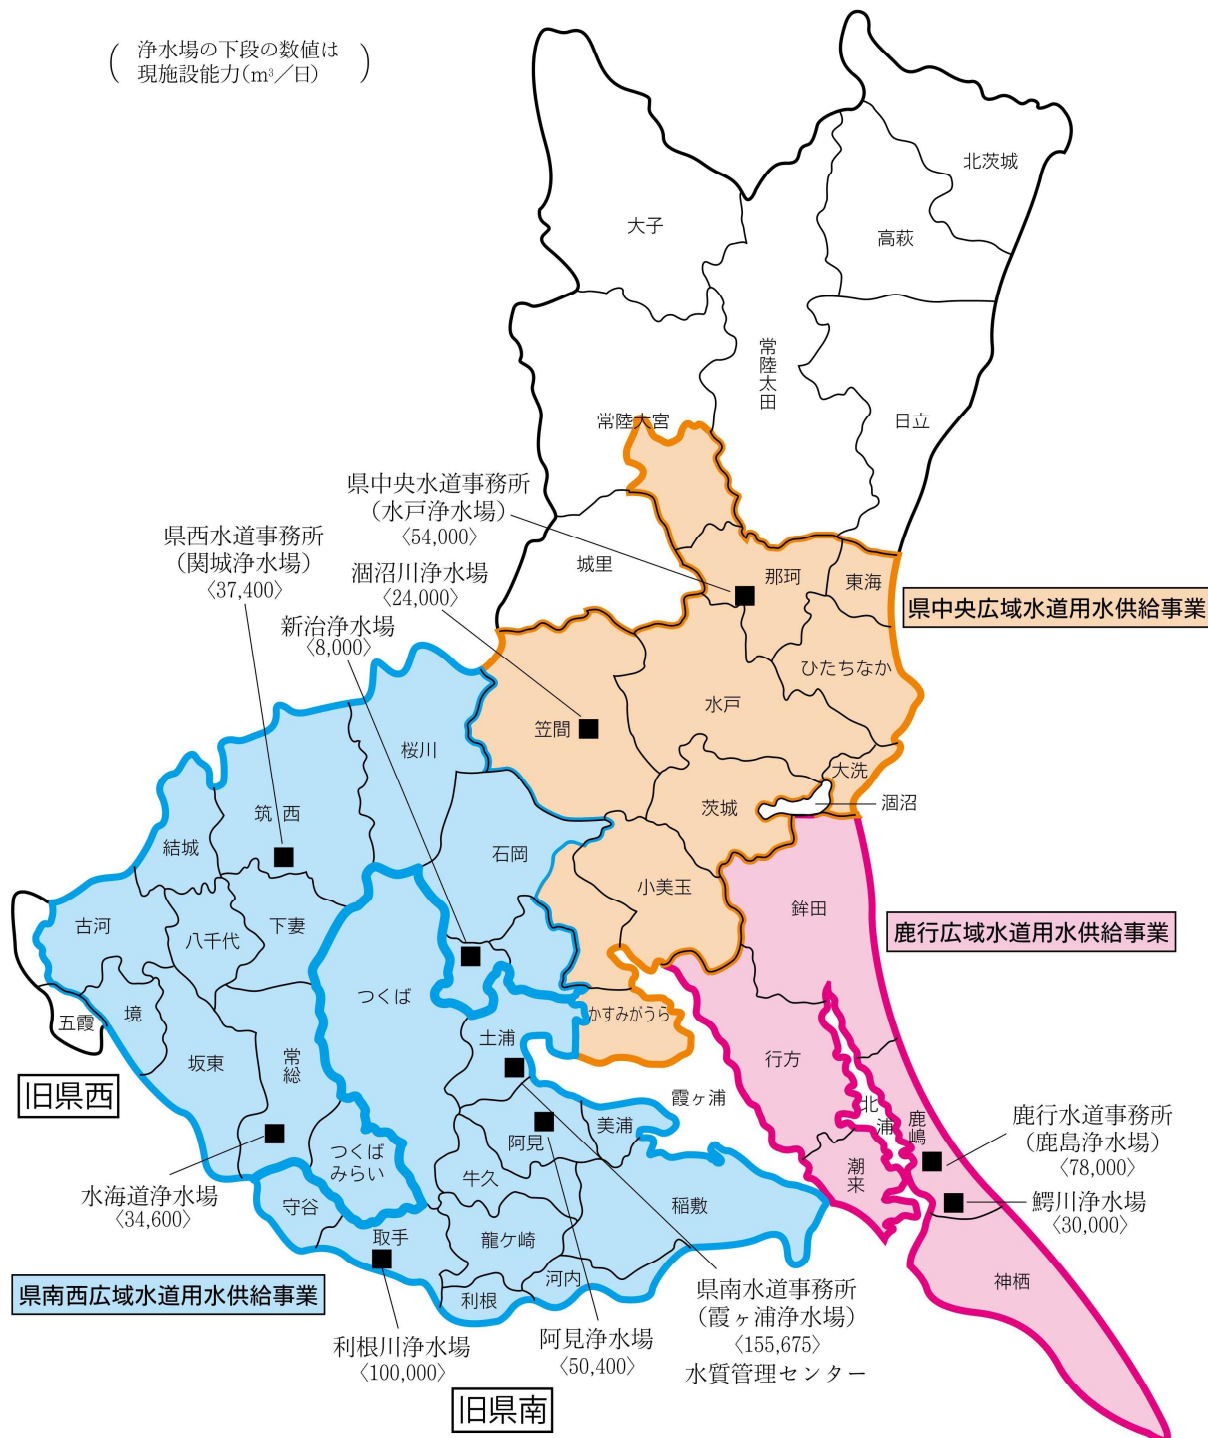 浄水場の下段の数値は
現施設能力(m³／日)
北茨城
大子
高萩
常陸太田
日立
常陸大宮
県中央水道事務所
（水戸浄水場）
〈54,000〉
県西水道事務所
（関城浄水場）
〈37,400〉
涸沼川浄水場
〈24,000〉
新治浄水場
〈8,000〉
城里
那珂
東海
県中央広域水道用水供給事業
ひたちなか
水戸
笠間
桜川
大洗
涸沼
茨城
筑西
結城
石岡
小美玉
鉾田
古河
八千代
下妻
鹿行広域水道用水供給事業
つくば
かすみがうら
五霞
境
坂東
常総
土浦
行方
旧県西
霞ヶ浦
北浦
鹿嶋
鹿行水道事務所
（鹿島浄水場）
〈78,000〉
阿見
美浦
つくば
みらい
牛久
潮来
水海道浄水場
〈34,600〉
守谷
取手
龍ケ崎
稲敷
鰐川浄水場
〈30,000〉
河内
利根
神栖
県南西広域水道用水供給事業
県南水道事務所
（霞ヶ浦浄水場）
〈155,675〉
水質管理センター
利根川浄水場
〈100,000〉
阿見浄水場
〈50,400〉
旧県南